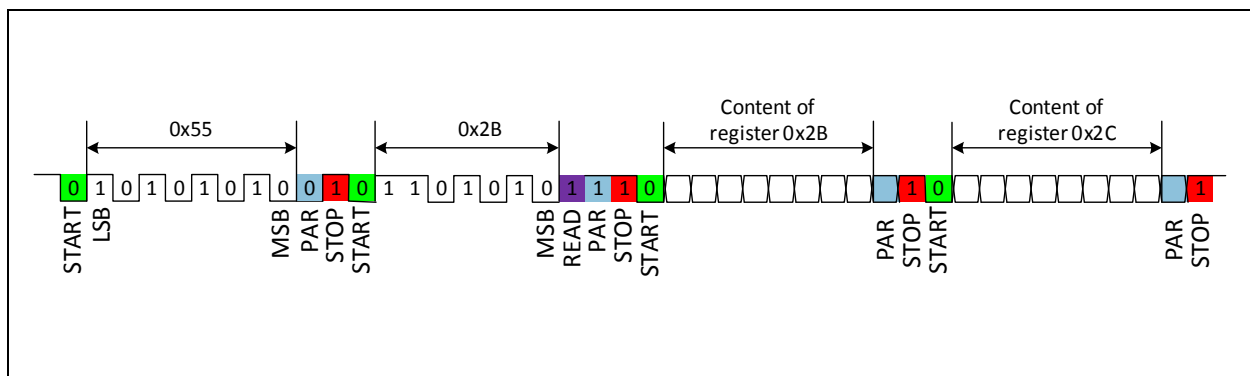 0x55
0x2B
Content of
register 0x2B
Content of
register 0x2C
0 1 0 1 0 1 0 1 0 0 1 0 1 1 0 1 0 1 0 1 1 1 0 1 0 1
START
LSB
MSB
PAR
STOP
START
MSB
READ
PAR
STOP
START
PAR
STOP
START
PAR
STOP